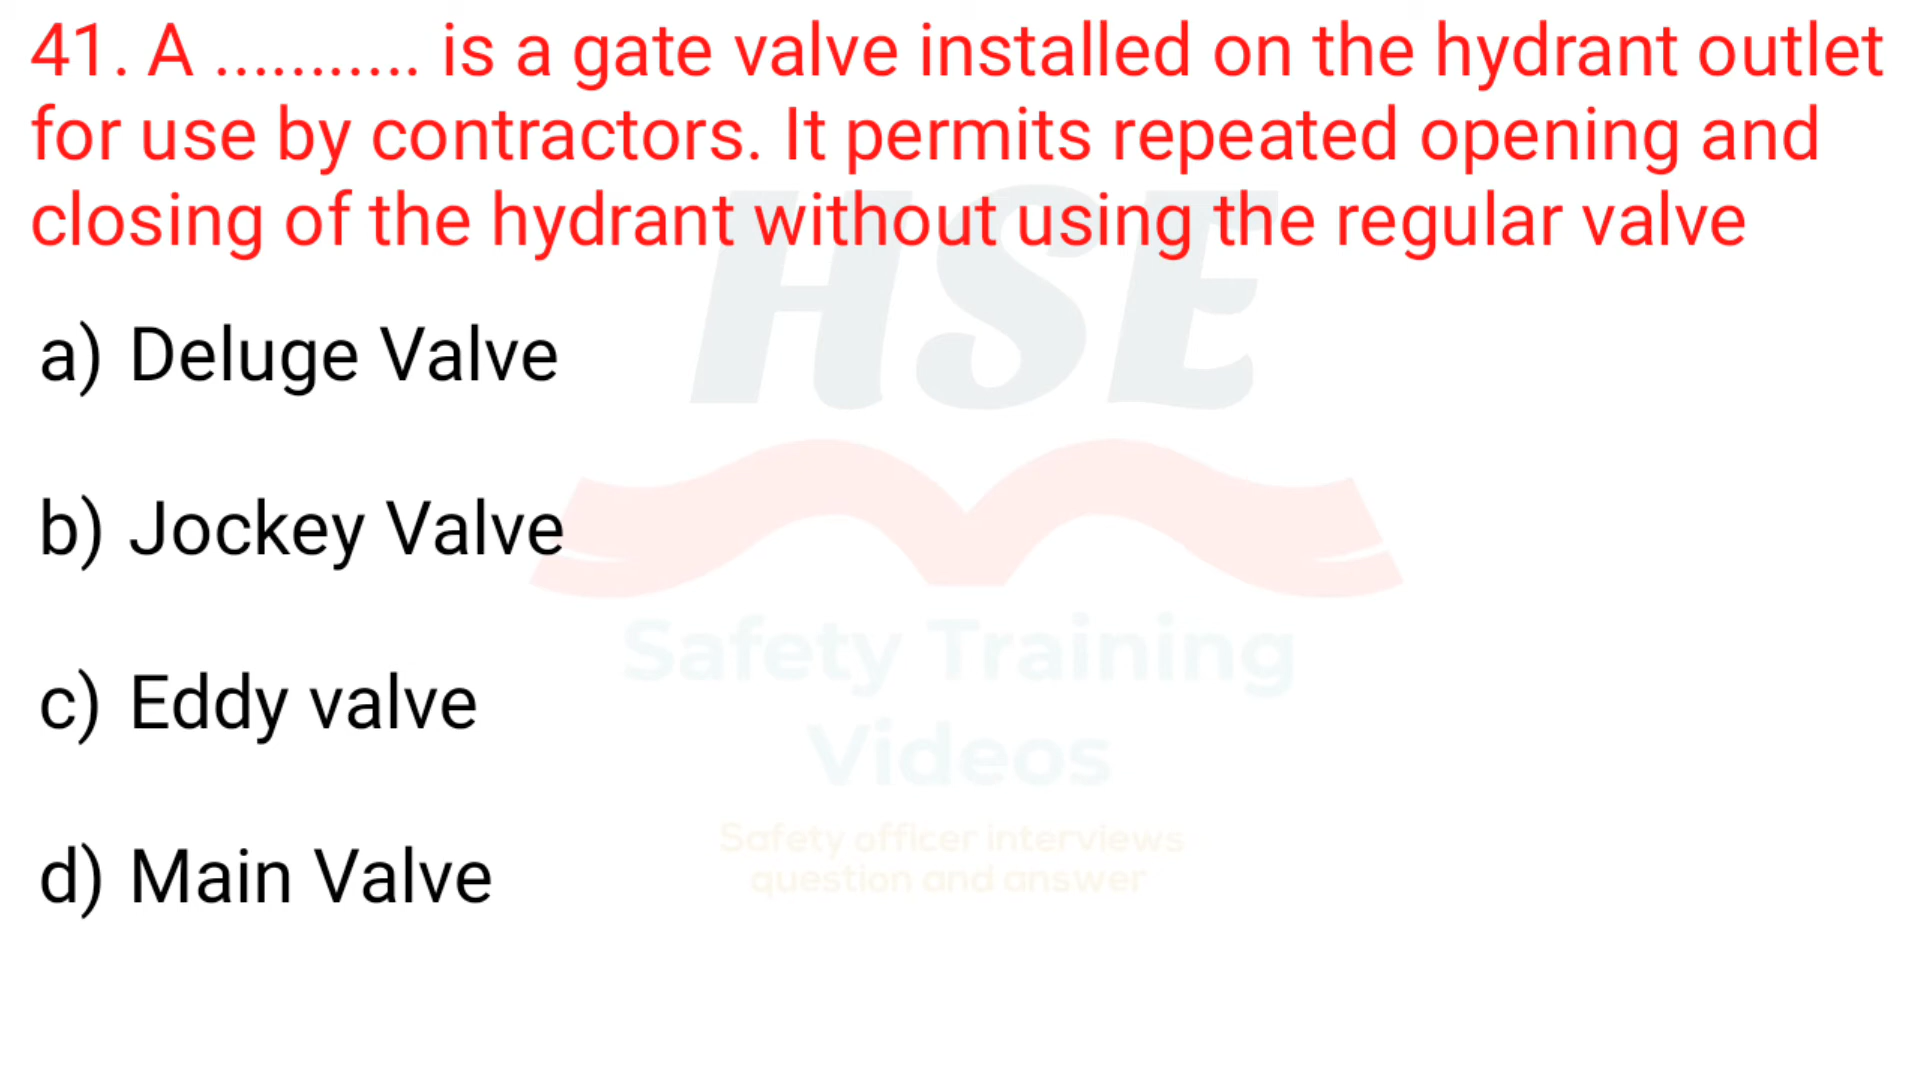 41. A ........... is a gate valve installed on the hydrant outlet
for use by contractors. It permits repeated opening and
closing of the hydrant without using the regular valve
HSE
a) Deluge Valve
b) Jockey Valve
Safety Training
c) Eddy valve
Videos
Safety officer interviews
d) Main Valve
question and answer